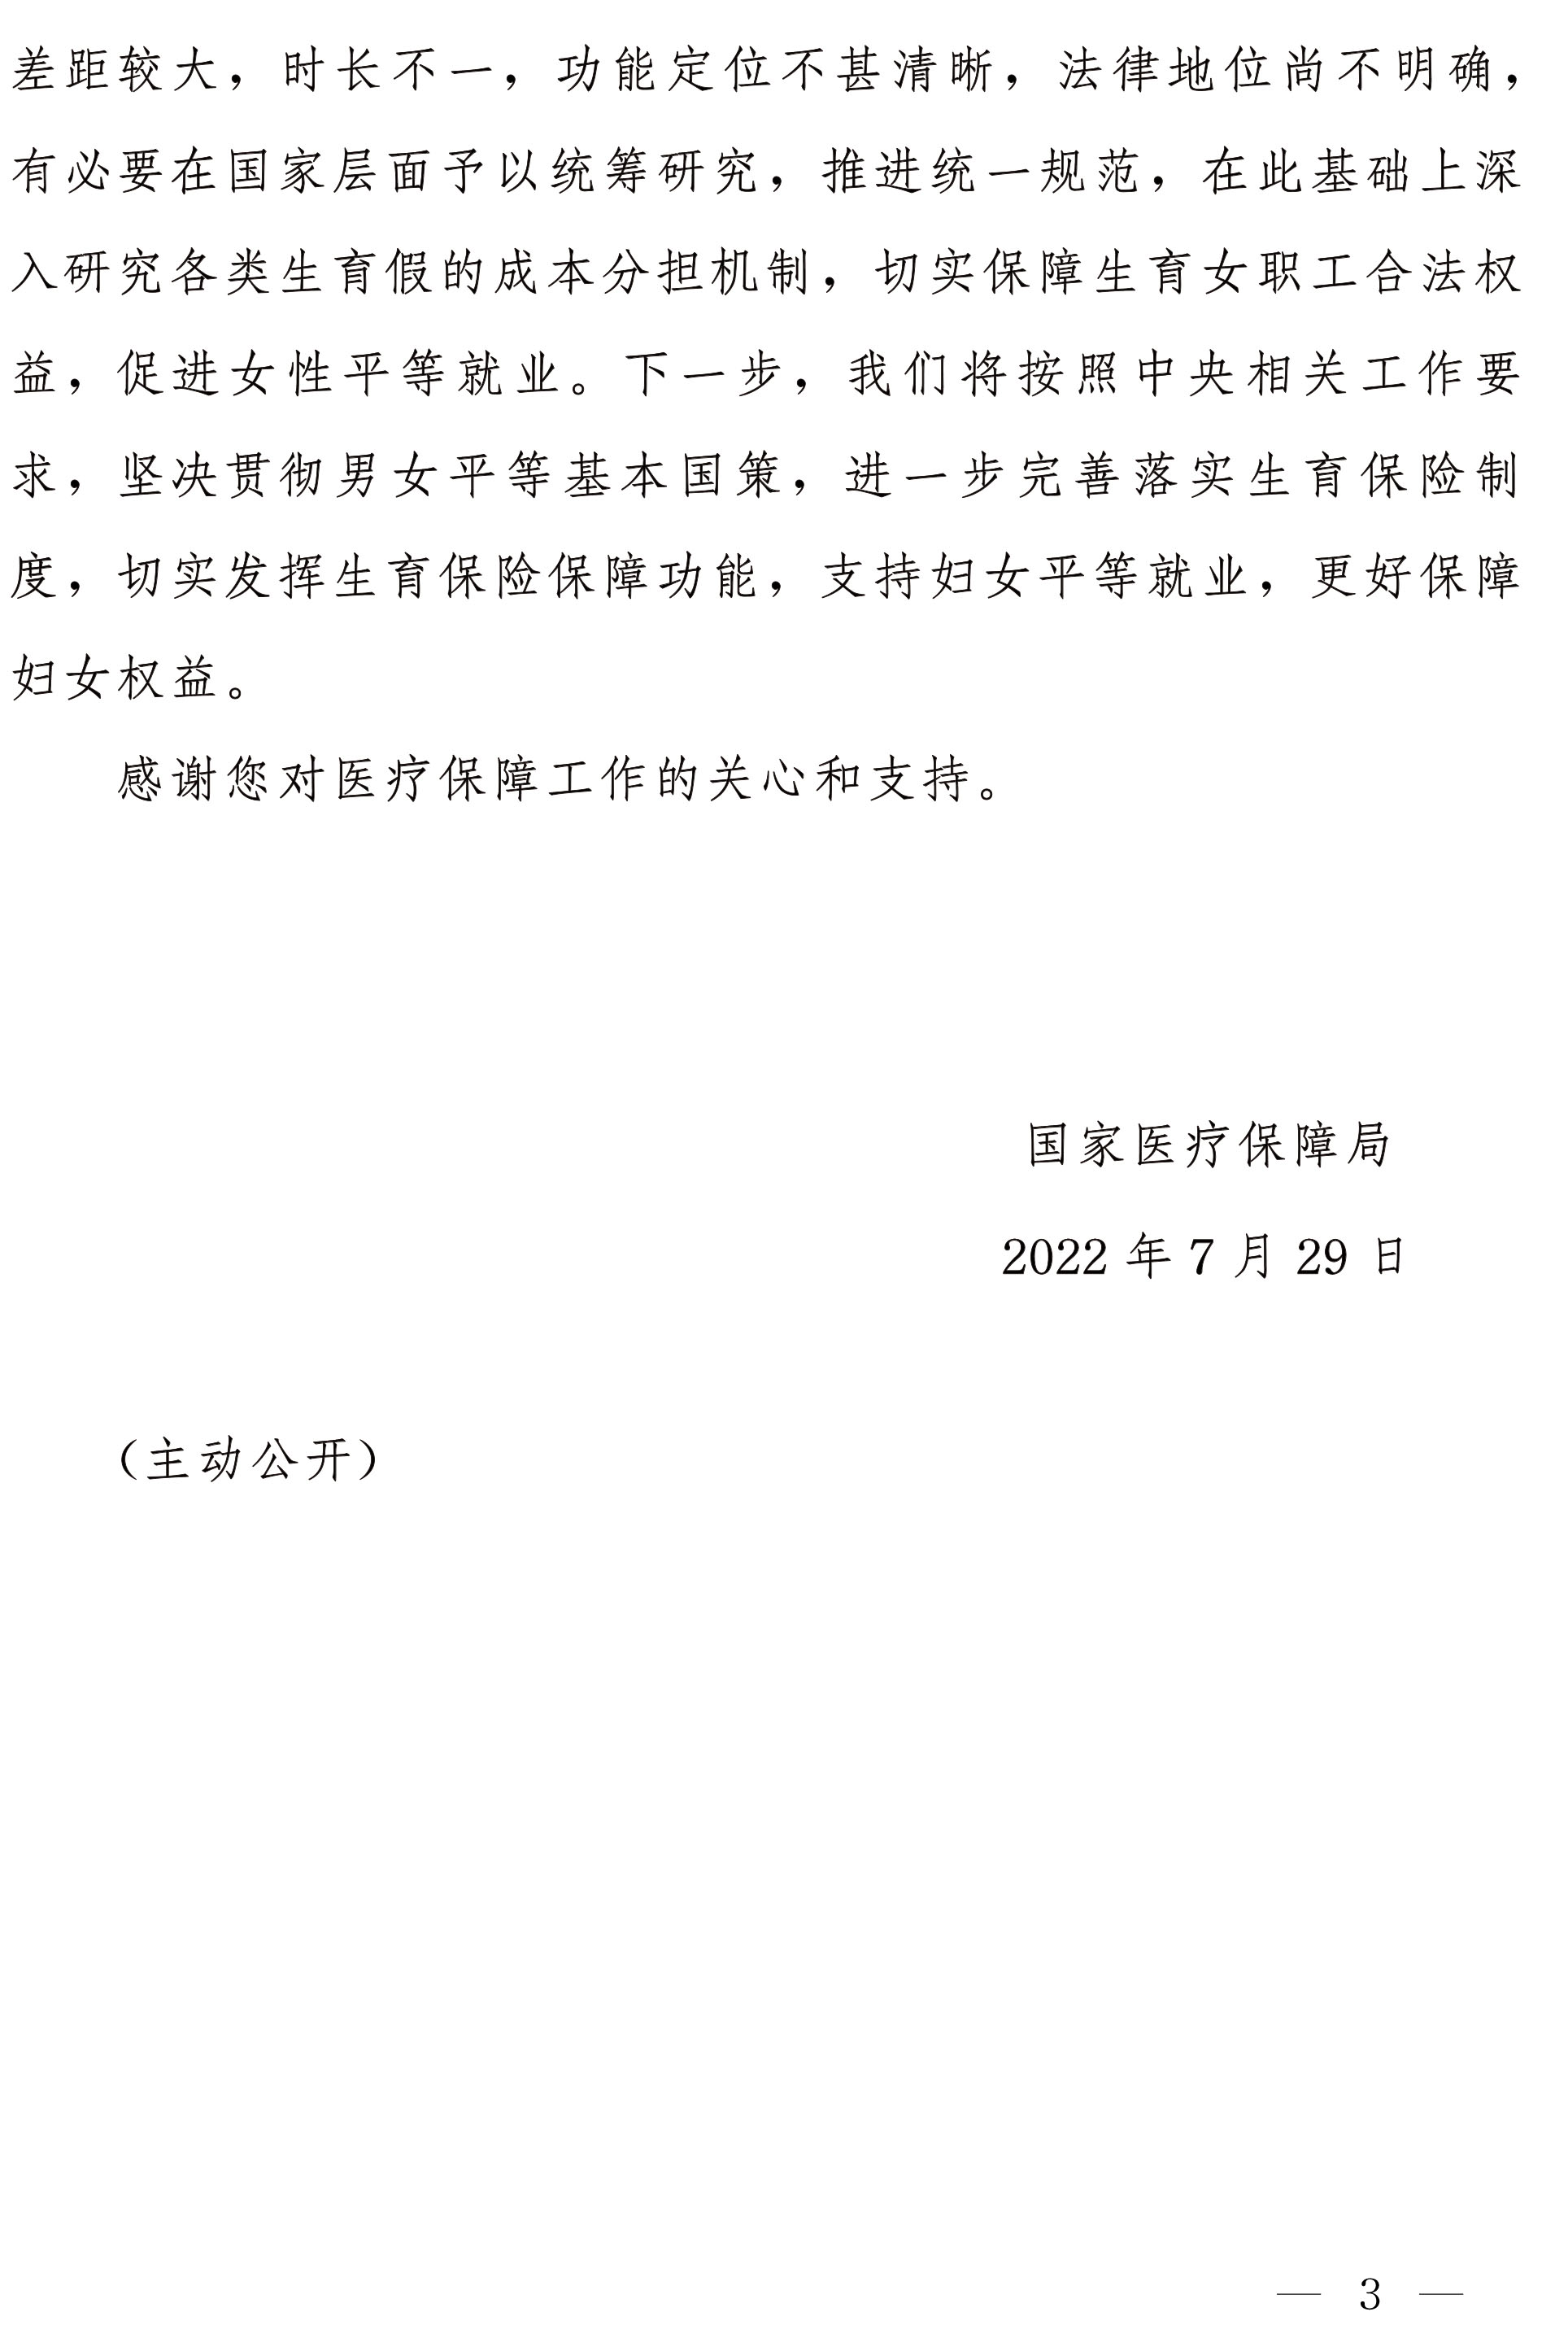 差距较大，时长不一，功能定位不甚清晰，法律地位尚不明确，
有必要在国家层面予以统筹研究，推进统一规范，在此基础上深
入研究各类生育假的成本分担机制，切实保障生育女职工合法权
益，促进女性平等就业。下一步，我们将按照中央相关工作要
求，坚决贯彻男女平等基本国策，进一步完善落实生育保险制
度，切实发挥生育保险保障功能，支持妇女平等就业，更好保障
妇女权益。
感谢您对医疗保障工作的关心和支持。
国家医疗保障局
2022 年 7 月 29 日
（主动公开）
— 3 —